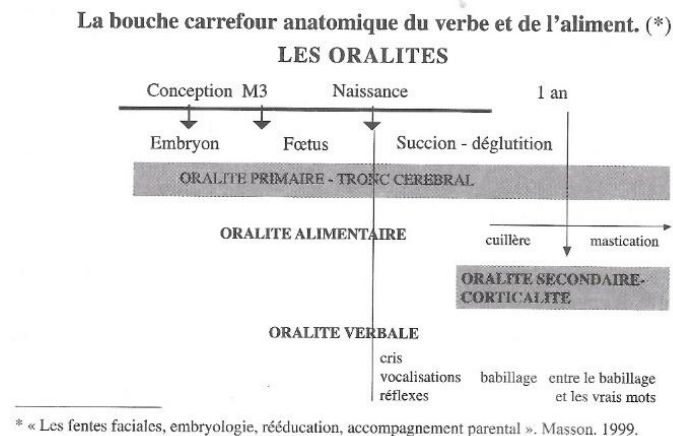 La bouche carrefour anatomique du verbe et de l'aliment. (*)
LES ORALITES
Conception M3 Naissance 1 an
Embryon Fœtus Succion - déglutition
ORALITE PRIMAIRE - TRONC CEREBRAL
ORALITE ALIMENTAIRE
cuillère mastication
ORALITE SECONDAIRE-
CORTICALITE
ORALITE VERBALE
cris
vocalisations babillage entre le babillage
réflexes et les vrais mots
* « Les fentes faciales, embryologie, rééducation, accompagnement parental ». Masson. 1999.